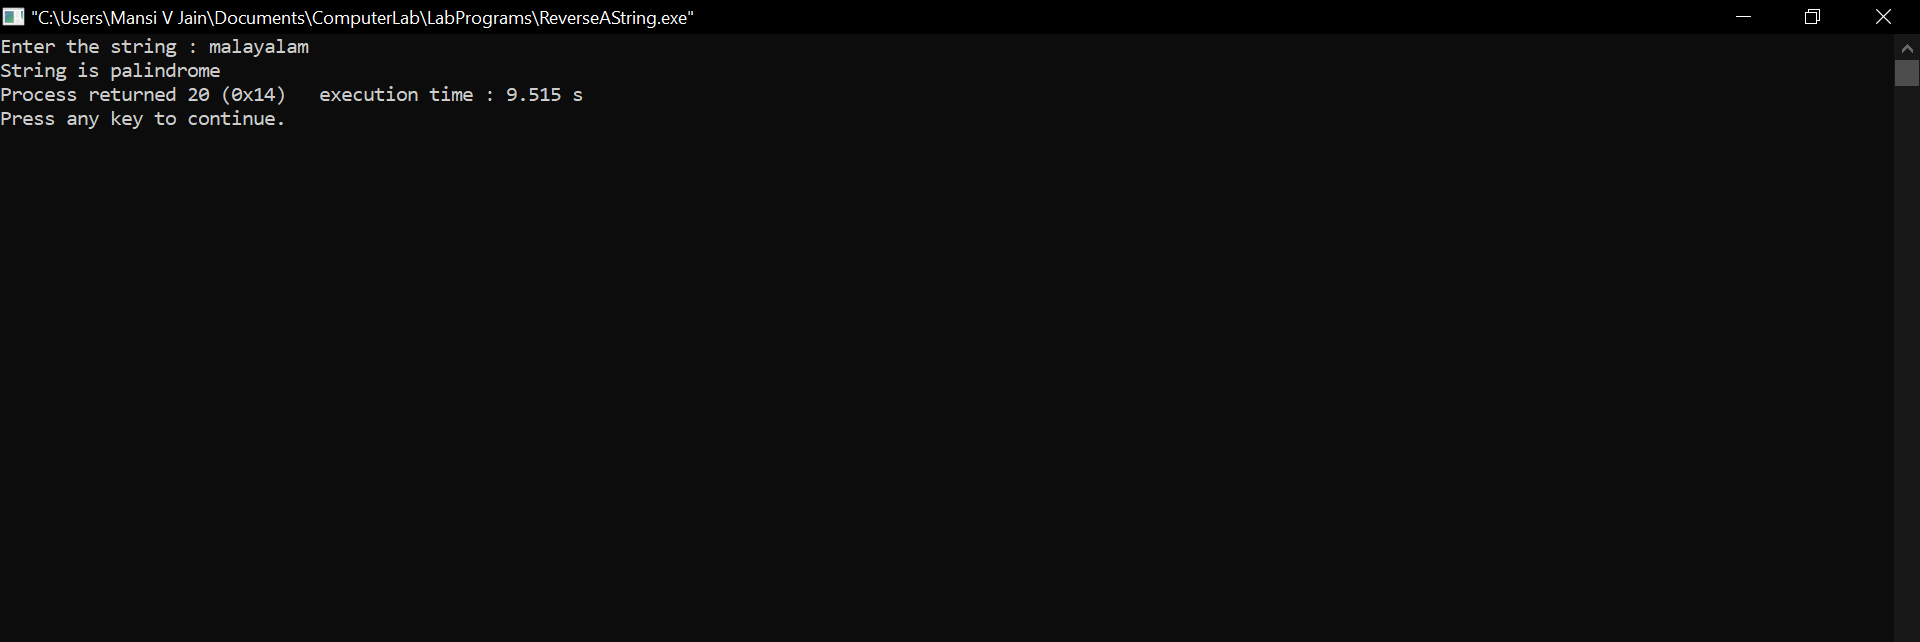 "C:\Users\Mansi V Jain\Documents\ComputerLab\LabPrograms\ReverseAString.exe"
Enter the string : malayalam
String is palindrome
Process returned 20 (0x14)   execution time : 9.515 s
Press any key to continue.